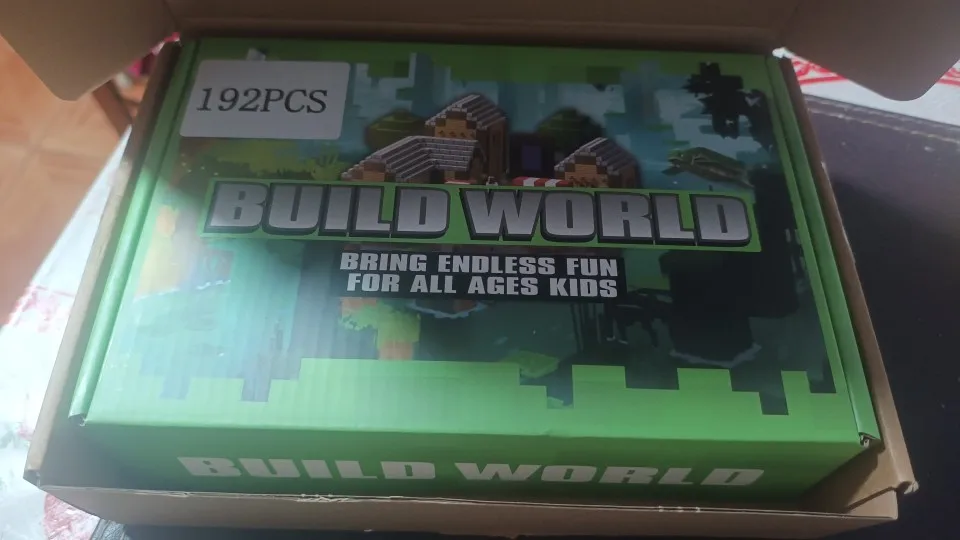 192PCS
BUILD WORLD
BRING ENDLESS FUN
FOR ALL AGES KIDS
BUILD WORLD